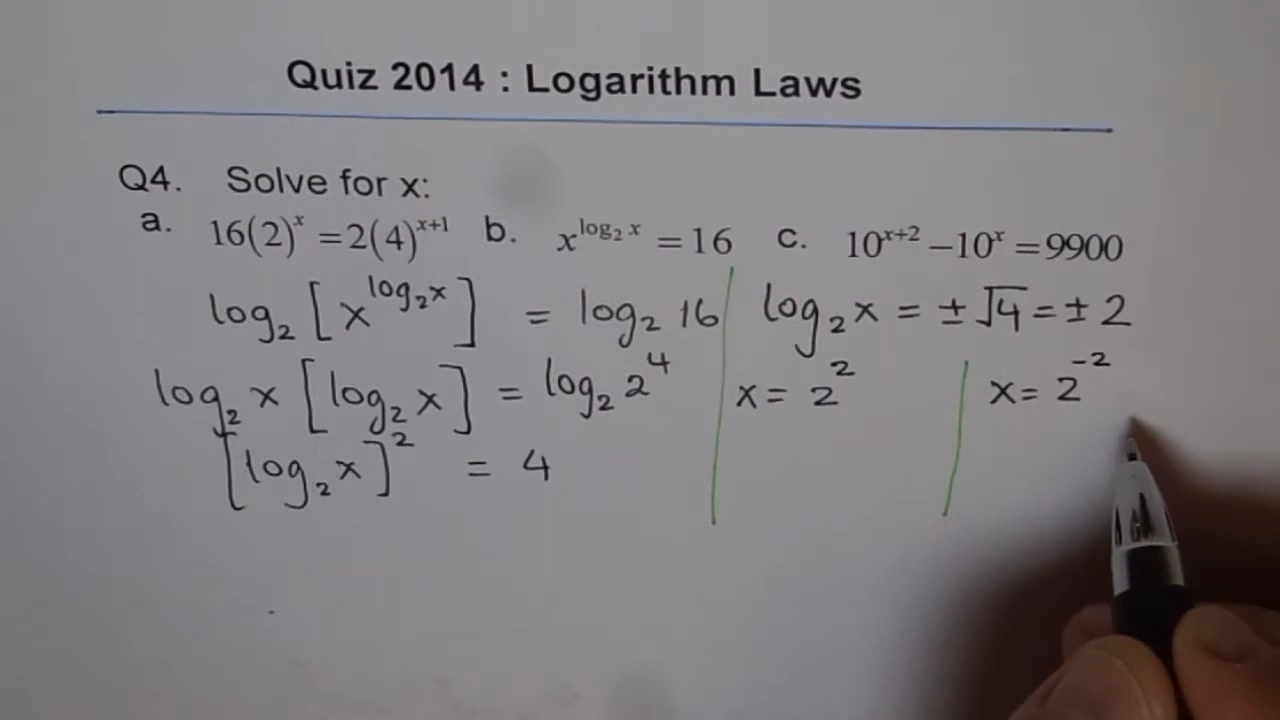 Quiz 2014 : Logarithm Laws
Q4. Solve for x:
a. 16(2)^x = 2(4)^{x+1} b. x^{log₂ x} = 16 c. 10^{x+2} – 10^x = 9900
log₂ [x^{log₂ x}] = log₂ 16
log₂ x [log₂ x] = log₂ 2⁴
[log₂ x]² = 4
log₂ x = ±√4 = ± 2
x = 2² x = 2⁻²